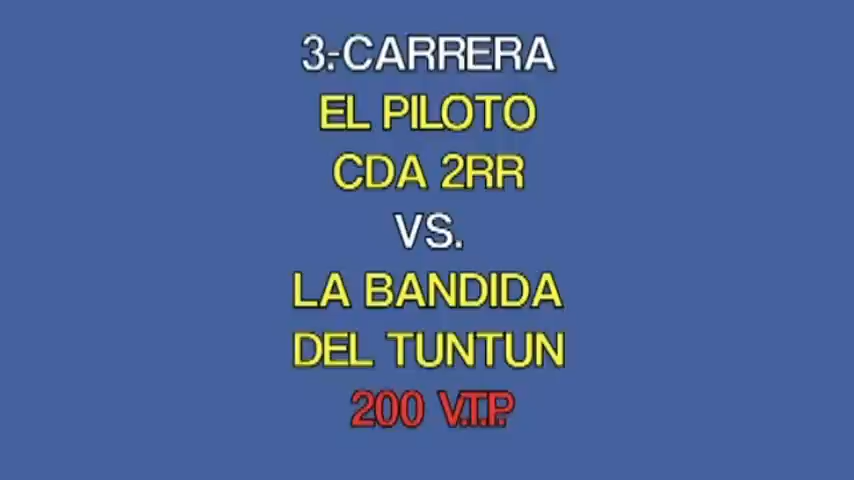 3.-CARRERA
EL PILOTO
CDA 2RR
VS.
LA BANDIDA
DEL TUNTUN
200 V.T.P.